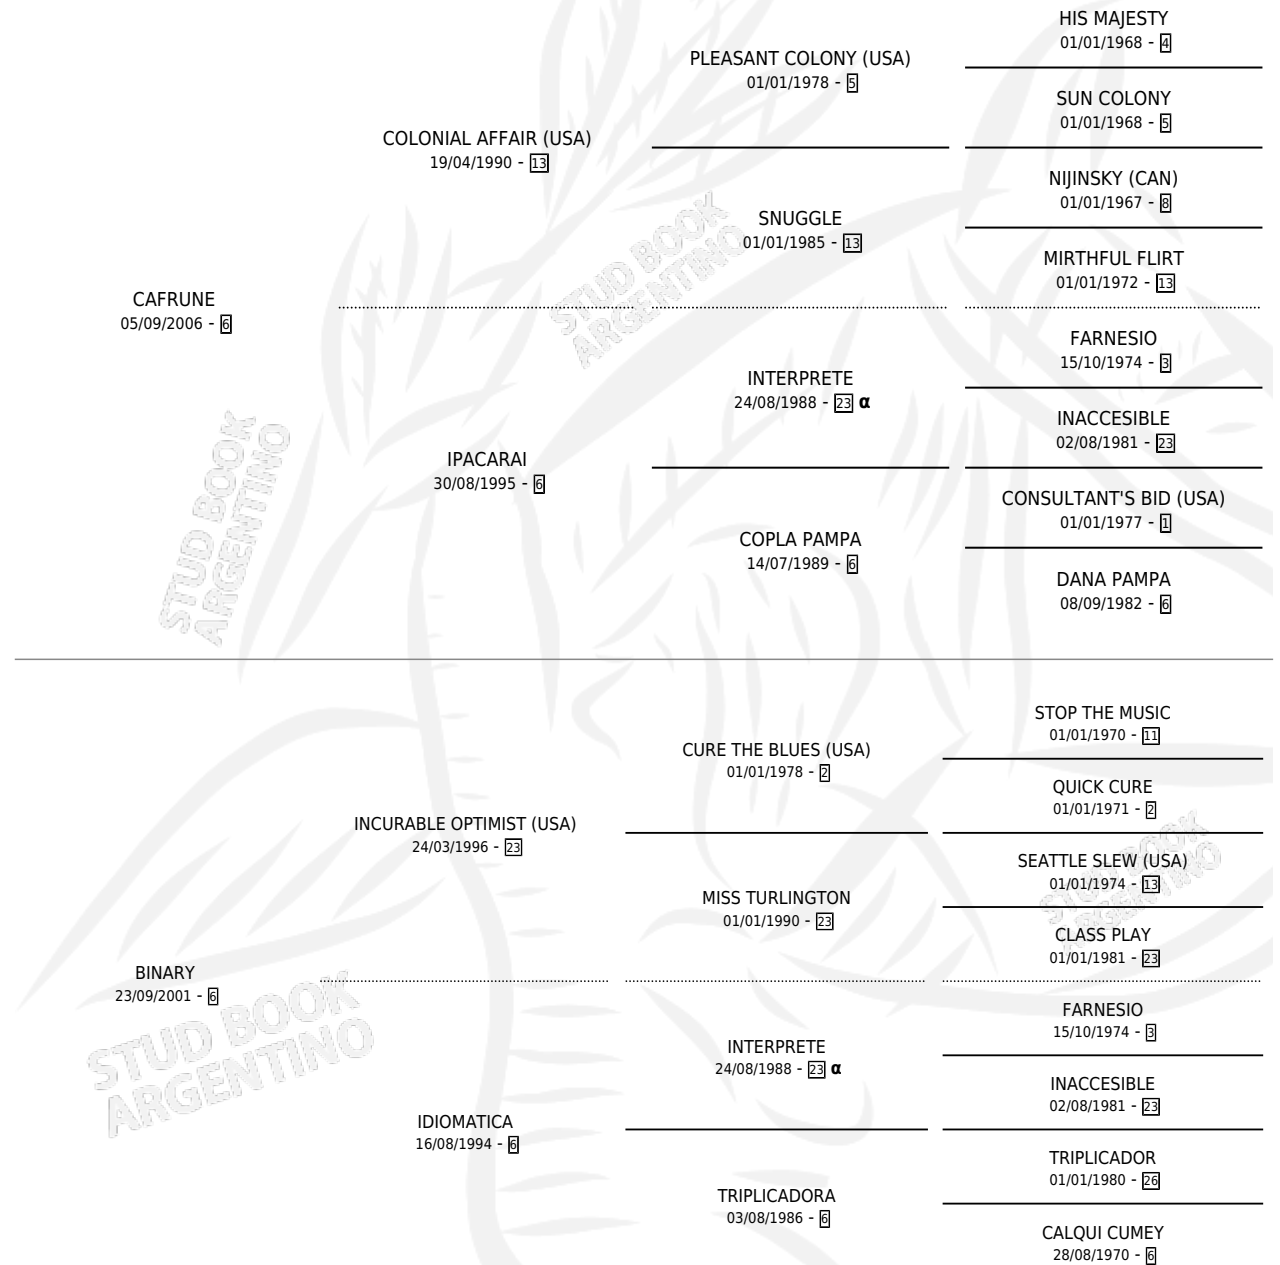 HIS MAJESTY
01/01/1968 - 4
PLEASANT COLONY (USA)
01/01/1978 - 5
SUN COLONY
01/01/1968 - 5
COLONIAL AFFAIR (USA)
19/04/1990 - 13
NIJINSKY (CAN)
01/01/1967 - 8
SNUGGLE
01/01/1985 - 13
MIRTHFUL FLIRT
01/01/1972 - 13
STUD BOOK
ARGENTINO
CAFRUNE
05/09/2006 - 6
FARNESIO
15/10/1974 - 3
INTERPRETE
24/08/1988 - 23 α
INACCESIBLE
02/08/1981 - 23
IPACARAI
30/08/1995 - 6
CONSULTANT'S BID (USA)
01/01/1977 - 1
COPLA PAMPA
14/07/1989 - 6
DANA PAMPA
08/09/1982 - 6
STUD BOOK
ARGENTINO
STOP THE MUSIC
01/01/1970 - 11
CURE THE BLUES (USA)
01/01/1978 - 2
QUICK CURE
01/01/1971 - 2
INCURABLE OPTIMIST (USA)
24/03/1996 - 23
SEATTLE SLEW (USA)
01/01/1974 - 13
MISS TURLINGTON
01/01/1990 - 23
CLASS PLAY
01/01/1981 - 23
STUD BOOK
ARGENTINO
BINARY
23/09/2001 - 6
FARNESIO
15/10/1974 - 3
INTERPRETE
24/08/1988 - 23 α
INACCESIBLE
02/08/1981 - 23
IDIOMATICA
16/08/1994 - 6
TRIPLICADOR
01/01/1980 - 26
TRIPLICADORA
03/08/1986 - 6
CALQUI CUMEY
28/08/1970 - 6
STUD BOOK
ARGENTINO